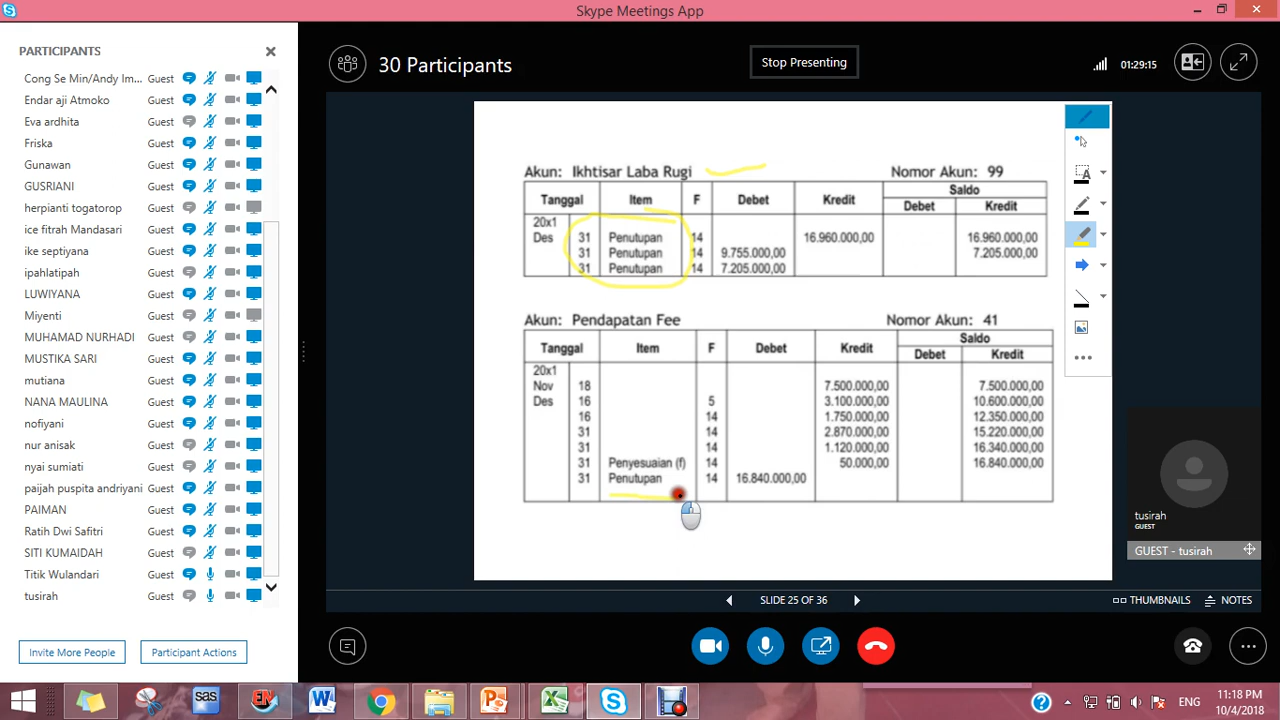 Skype Meetings App
PARTICIPANTS
Cong Se Min/Andy Im... Guest
Endar aji Atmoko Guest
Eva ardhita Guest
Friska Guest
Gunawan Guest
GUSRIANI Guest
herpianti togatorop Guest
ice fitrah Mandasari Guest
ike septiyana Guest
ipahlatipah Guest
LUWIYANA Guest
Miyenti Guest
MUHAMAD NURHADI Guest
MUSTIKA SARI Guest
mutiana Guest
NANA MAULINA Guest
nofiyani Guest
nur anisak Guest
nyai sumiati Guest
paijah puspita andriyani Guest
PAIMAN Guest
Ratih Dwi Safitri Guest
SITI KUMAIDAH Guest
Titik Wulandari Guest
tusirah Guest
Invite More People Participant Actions
30 Participants
Stop Presenting
01:29:15
Akun: Ikhtisar Laba Rugi Nomor Akun: 99
Tanggal Item F Debet Kredit Saldo
Debet Kredit
20x1
Des 31 Penutupan 14 16.960.000,00 16.960.000,00
31 Penutupan 14 9.755.000,00 7.205.000,00
31 Penutupan 14 7.205.000,00
Akun: Pendapatan Fee Nomor Akun: 41
Tanggal Item F Debet Kredit Saldo
Debet Kredit
20x1
Nov 18 7.500.000,00 7.500.000,00
Des 16 5 3.100.000,00 10.600.000,00
16 14 1.750.000,00 12.350.000,00
31 14 2.870.000,00 15.220.000,00
31 14 1.120.000,00 16.340.000,00
31 Penyesuaian (f) 14 50.000,00 16.840.000,00
31 Penutupan 14 16.840.000,00
A
tusirah
GUEST
GUEST - tusirah
SLIDE 25 OF 36
THUMBNAILS NOTES
sas
EN
ENG
11:18 PM
10/4/2018